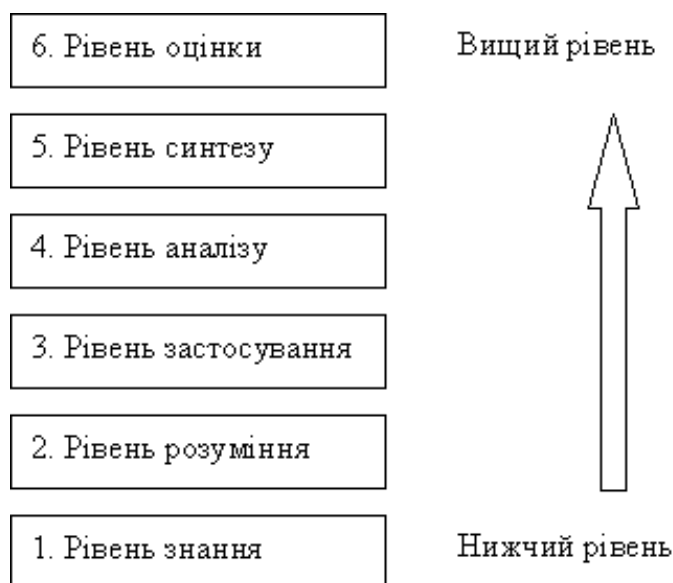 6. Рівень оцінки
Вищий рівень
5. Рівень синтезу
4. Рівень аналізу
3. Рівень застосування
2. Рівень розуміння
1. Рівень знання
Нижчий рівень